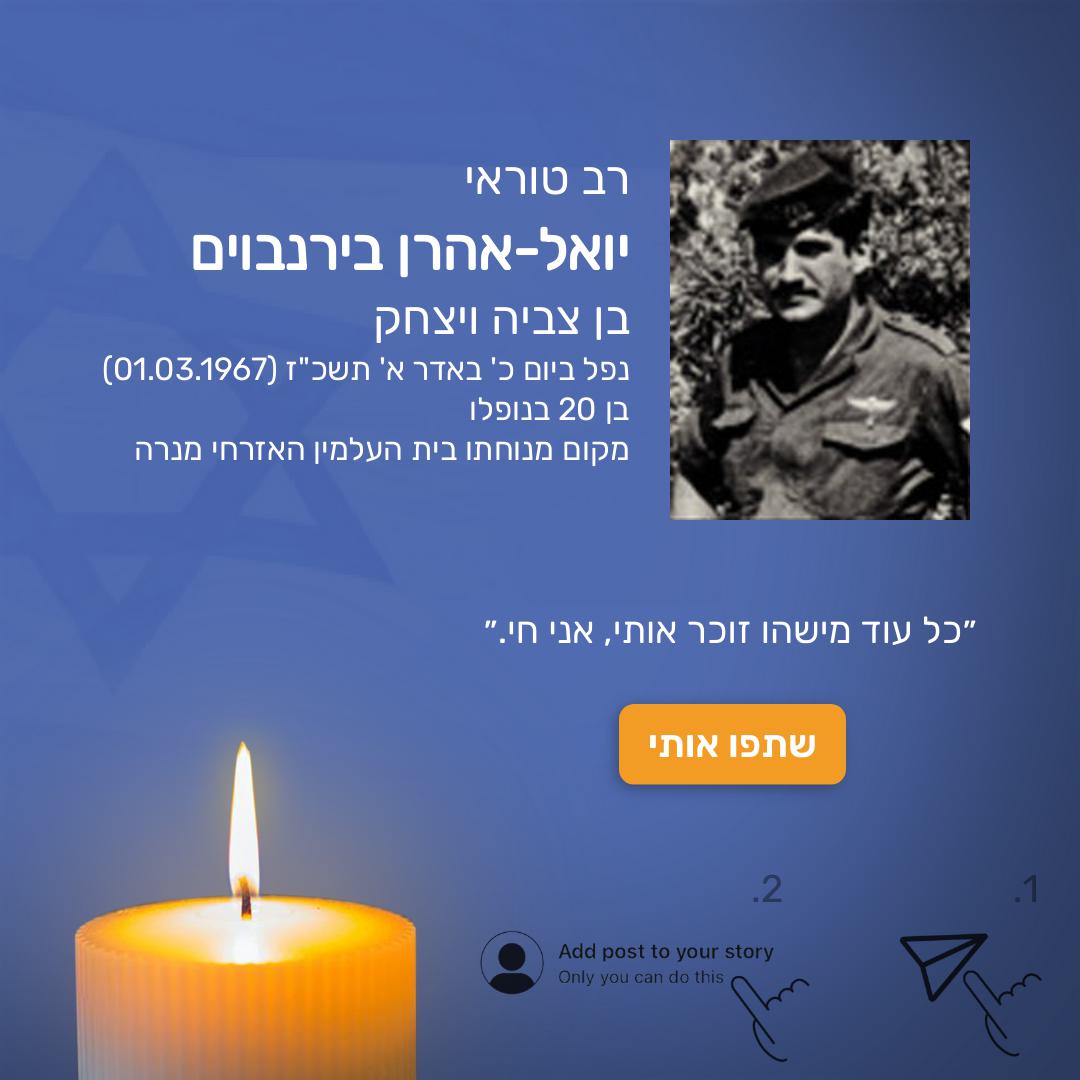 רב טוראי
יואל-אהרן בירנבוים
בן צביה ויצחק
נפל ביום כ' באדר א' תשכ"ז (01.03.1967)
בן 20 בנופלו
מקום מנוחתו בית העלמין האזרחי מנרה
״כל עוד מישהו זוכר אותי, אני חי.״
שתפו אותי
1.
2.
Add post to your story
Only you can do this